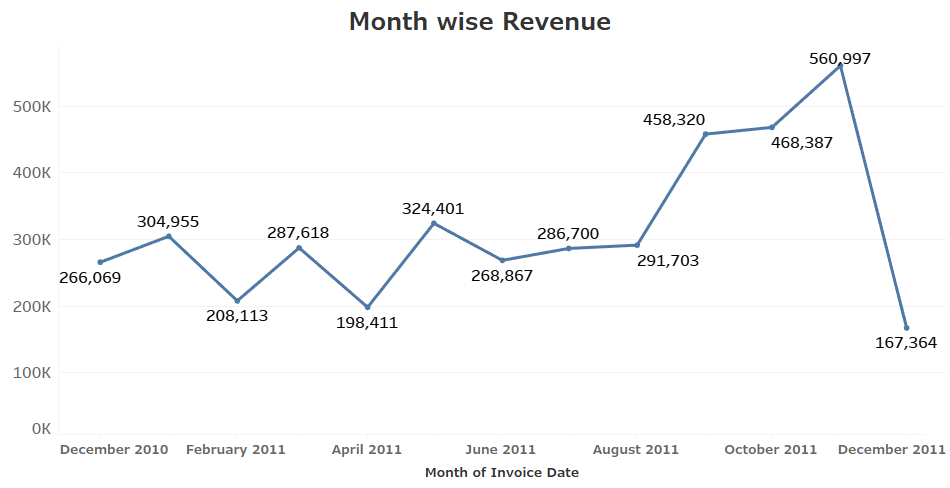 Month wise Revenue
560,997
500K
458,320
468,387
400K
324,401
304,955
287,618
286,700
300K
291,703
266,069
268,867
208,113
200K
198,411
167,364
100K
0K
December 2010 February 2011 April 2011 June 2011 August 2011 October 2011 December 2011
Month of Invoice Date